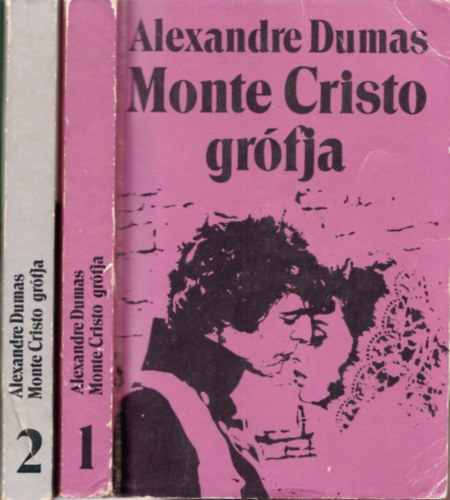 Alexandre Dumas
Monte Cristo
grófja
Alexandre Dumas
Monte Cristo grófja
2
Alexandre Dumas
Monte Cristo grófja
1